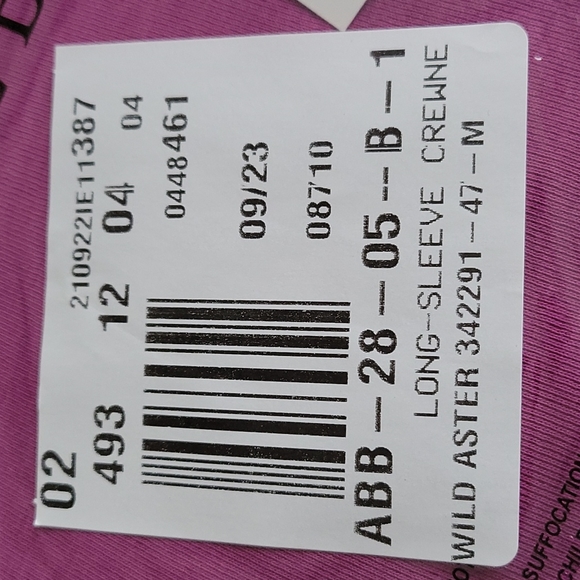 02
210922IE11387
493 12 04 04
0448461
09/23
08710
ABB-28-05--B-1
LONG-SLEEVE CREWNE
WILD ASTER 342291-47-M
SUFFOCATION